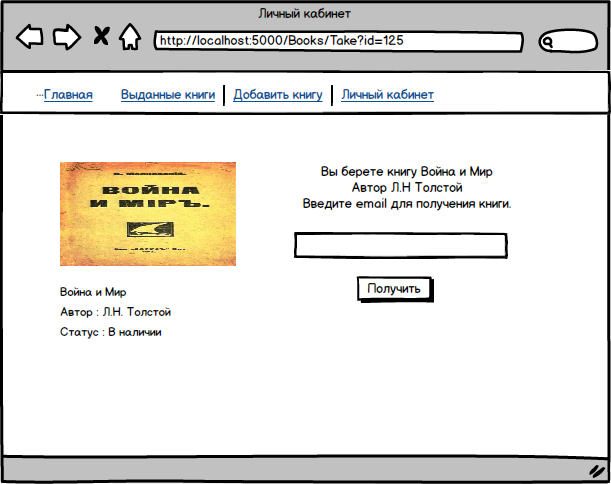 Личный кабинет
http://localhost:5000/Books/Take?id=125
Главная Выданные книги Добавить книгу Личный кабинет
ВОЙНА
И МІРЪ.
Вы берете книгу Война и Мир
Автор Л.Н Толстой
Введите email для получения книги.
Получить
Война и Мир
Автор : Л.Н. Толстой
Статус : В наличии